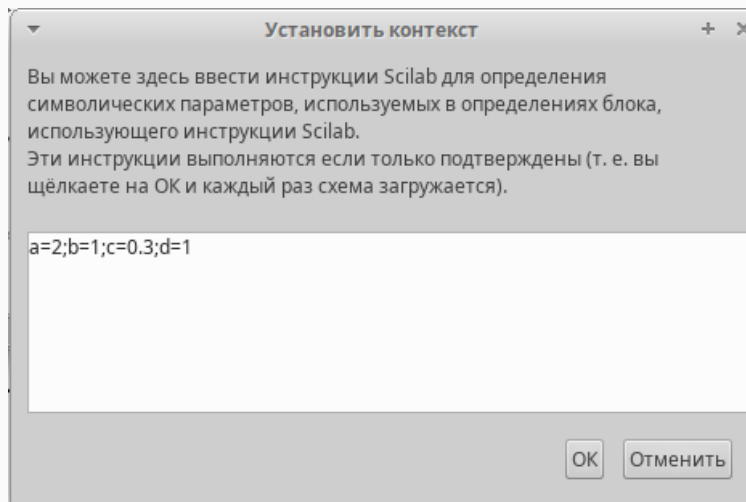 Установить контекст
Вы можете здесь ввести инструкции Scilab для определения
символических параметров, используемых в определениях блока,
использующего инструкции Scilab.
Эти инструкции выполняются если только подтверждены (т. е. вы
щёлкаете на ОК и каждый раз схема загружается).
a=2;b=1;c=0.3;d=1
ОК Отменить